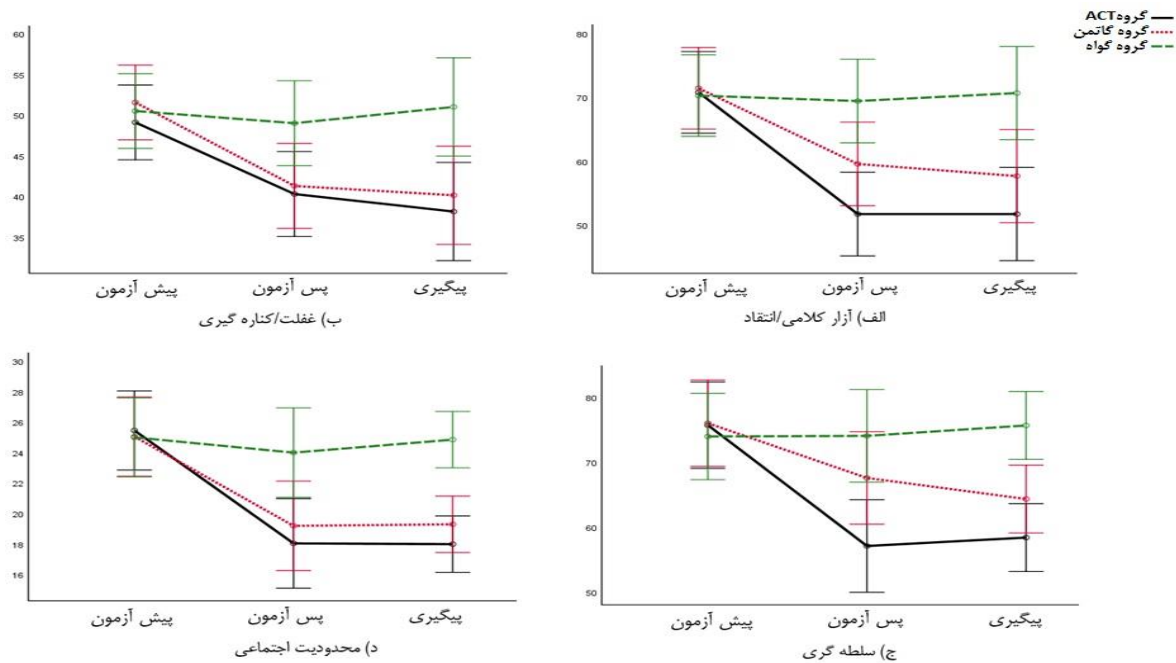 گروهACT
گروه گاتمن
گروه گواه
80
70
60
50
پیش آزمون
پس آزمون
پیگیری
الف) آزار کلامی/انتقاد
60
55
50
45
40
35
پیش آزمون
پس آزمون
پیگیری
ب) غفلت/کناره گیری
80
70
60
50
پیش آزمون
پس آزمون
پیگیری
ج) سلطه گری
30
28
26
24
22
20
18
16
پیش آزمون
پس آزمون
پیگیری
د) محدودیت اجتماعی